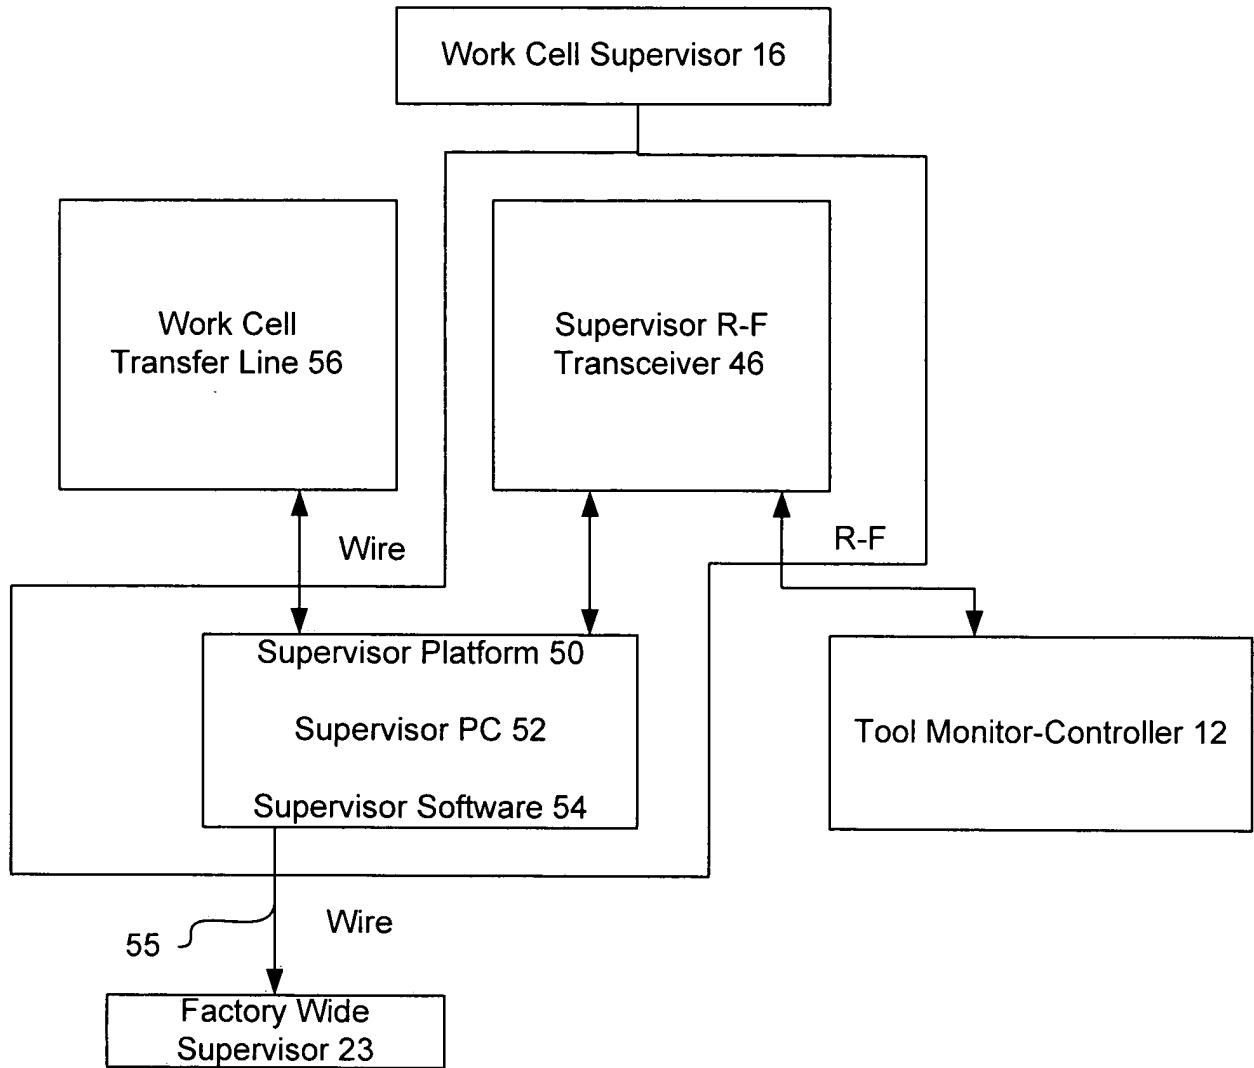 Work Cell Supervisor 16
Work Cell
Transfer Line 56
Supervisor R-F
Transceiver 46
Wire
R-F
Supervisor Platform 50
Supervisor PC 52
Supervisor Software 54
Tool Monitor-Controller 12
55
Wire
Factory Wide
Supervisor 23